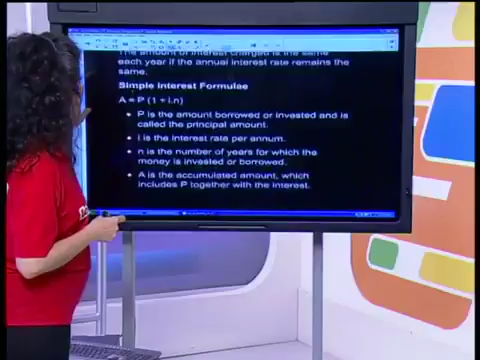 The amount of interest charged is the same
each year if the annual interest rate remains the
same.
Simple Interest Formulae
A = P (1 + i.n)
• P is the amount borrowed or invested and is
called the principal amount.
• i is the interest rate per annum.
• n is the number of years for which the
money is invested or borrowed.
• A is the accumulated amount, which
includes P together with the interest.